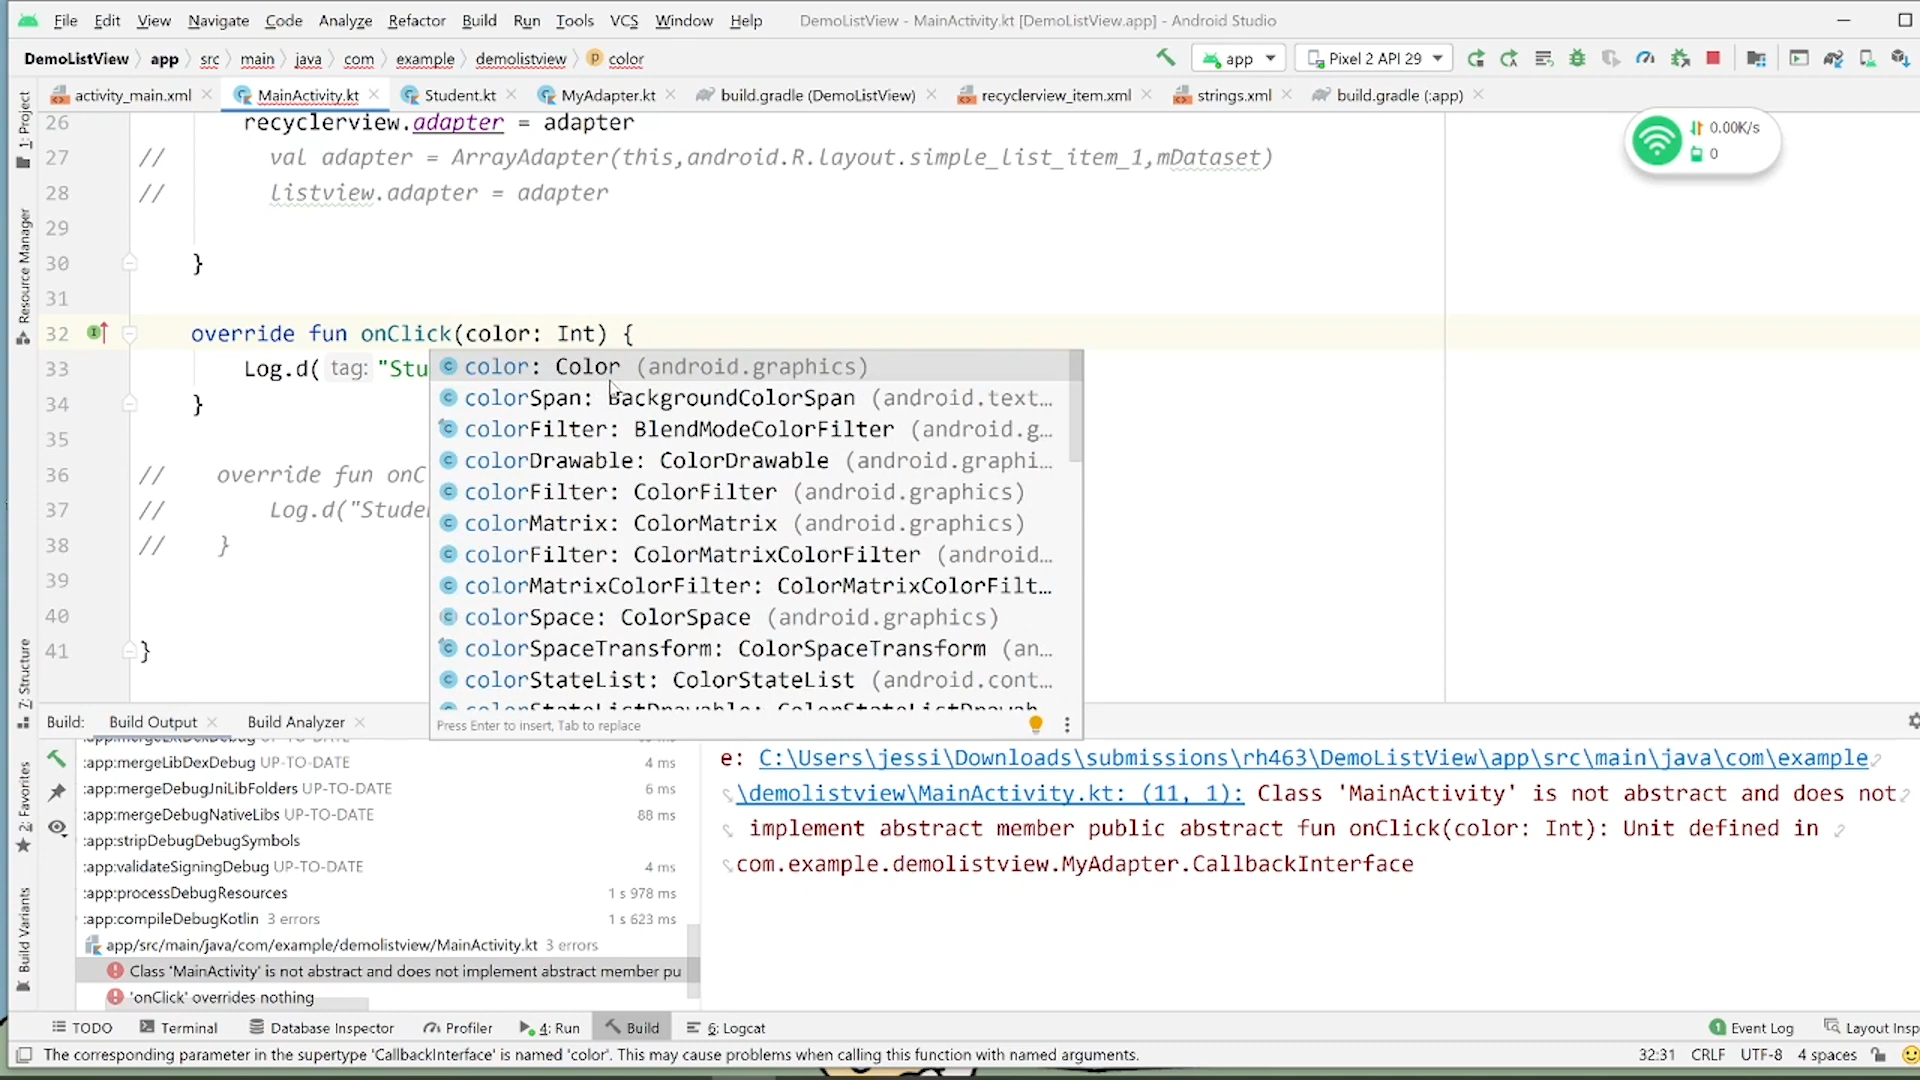 File Edit View Navigate Code Analyze Refactor Build Run Tools VCS Window Help DemoListView - MainActivity.kt [DemoListView.app] - Android Studio
DemoListView app src main java com example demolistview color app Pixel 2 API 29
activity_main.xml MainActivity.kt Student.kt MyAdapter.kt build.gradle (DemoListView) recyclerview_item.xml strings.xml build.gradle (:app)
1: Project
Resource Manager
7: Structure
2: Favorites
Build Variants
0.00K/s
0
26 recyclerview.adapter = adapter
27 // val adapter = ArrayAdapter(this,android.R.layout.simple_list_item_1,mDataset)
28 // listview.adapter = adapter
29
30 }
31
32 override fun onClick(color: Int) {
33 Log.d( tag: "Stu
34 }
35
36 // override fun onC
37 // Log.d("Stude
38 // }
39
40
41 }
color: Color (android.graphics)
colorSpan: BackgroundColorSpan (android.text…
colorFilter: BlendModeColorFilter (android.g…
colorDrawable: ColorDrawable (android.graphi…
colorFilter: ColorFilter (android.graphics)
colorMatrix: ColorMatrix (android.graphics)
colorFilter: ColorMatrixColorFilter (android…
colorMatrixColorFilter: ColorMatrixColorFilt…
colorSpace: ColorSpace (android.graphics)
colorSpaceTransform: ColorSpaceTransform (an…
colorStateList: ColorStateList (android.cont…
Press Enter to insert, Tab to replace
Build: Build Output Build Analyzer
:app:mergeLibDexDebug UP-TO-DATE 4 ms
:app:mergeDebugJniLibFolders UP-TO-DATE 6 ms
:app:mergeDebugNativeLibs UP-TO-DATE 88 ms
:app:stripDebugDebugSymbols
:app:validateSigningDebug UP-TO-DATE 4 ms
:app:processDebugResources 1 s 978 ms
:app:compileDebugKotlin 3 errors 1 s 623 ms
app/src/main/java/com/example/demolistview/MainActivity.kt 3 errors
Class 'MainActivity' is not abstract and does not implement abstract member pu
'onClick' overrides nothing
e: C:\Users\jessi\Downloads\submissions\rh463\DemoListView\app\src\main\java\com\example
\demolistview\MainActivity.kt: (11, 1): Class 'MainActivity' is not abstract and does not
implement abstract member public abstract fun onClick(color: Int): Unit defined in
com.example.demolistview.MyAdapter.CallbackInterface
TODO Terminal Database Inspector Profiler 4: Run Build 6: Logcat 1 Event Log Layout Insp
The corresponding parameter in the supertype 'CallbackInterface' is named 'color'. This may cause problems when calling this function with named arguments. 32:31 CRLF UTF-8 4 spaces